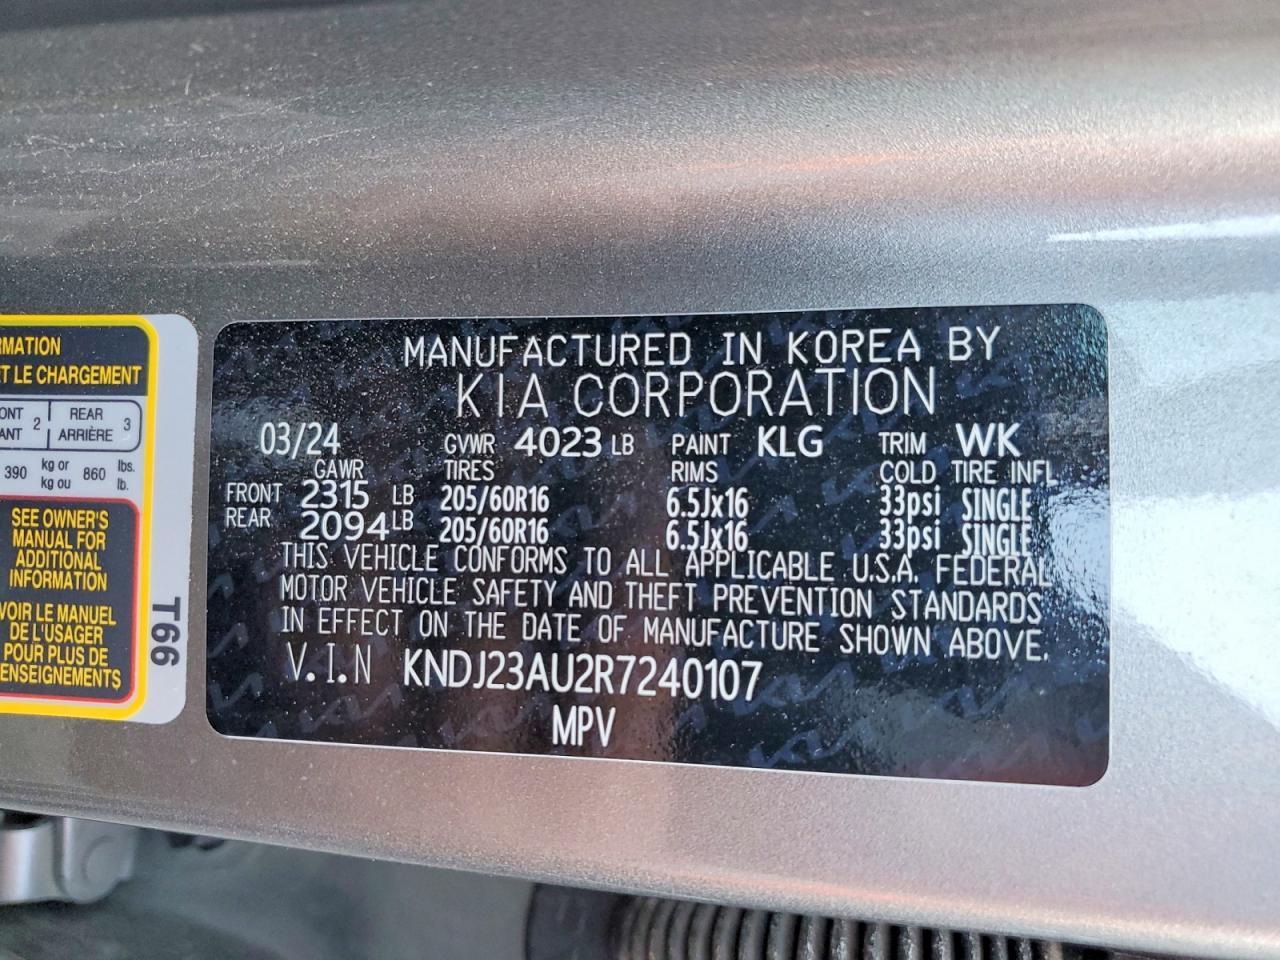 RMATION
ET LE CHARGEMENT
ONT 2 REAR 3
ANT ARRIÈRE
390 kg or 860 lbs.
kg ou lb.
SEE OWNER'S
MANUAL FOR
ADDITIONAL
INFORMATION
VOIR LE MANUEL
DE L'USAGER
POUR PLUS DE
ENSEIGNEMENTS
T66
MANUFACTURED IN KOREA BY
KIA CORPORATION
03/24 GVWR 4023 LB PAINT KLG TRIM WK
GAWR TIRES RIMS COLD TIRE INFL
FRONT 2315 LB 205/60R16 6.5Jx16 33psi SINGLE
REAR 2094 LB 205/60R16 6.5Jx16 33psi SINGLE
THIS VEHICLE CONFORMS TO ALL APPLICABLE U.S.A. FEDERAL
MOTOR VEHICLE SAFETY AND THEFT PREVENTION STANDARDS
IN EFFECT ON THE DATE OF MANUFACTURE SHOWN ABOVE.
V.I.N KNDJ23AU2R7240107
MPV